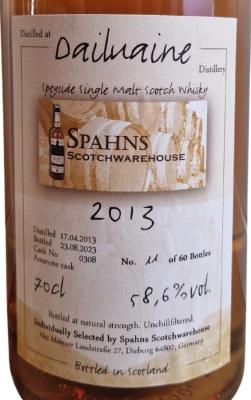 Distilled at
Dailuaine
Distillery
Speyside Single Malt Scotch Whisky
SPAHNS
SCOTCHWAREHOUSE
2013
Distilled 17.04.2013
Bottled 23.08.2023
Cask No 0308
No. 11 of 60 Bottles
Amarone cask
70cl
58,6% vol.
Bottled at natural strength. Unchillfiltered.
Individually Selected by Spahns Scotchwarehouse
Alte Mainzer Landstraße 27, Dieburg 64807, Germany
Bottled in Scotland